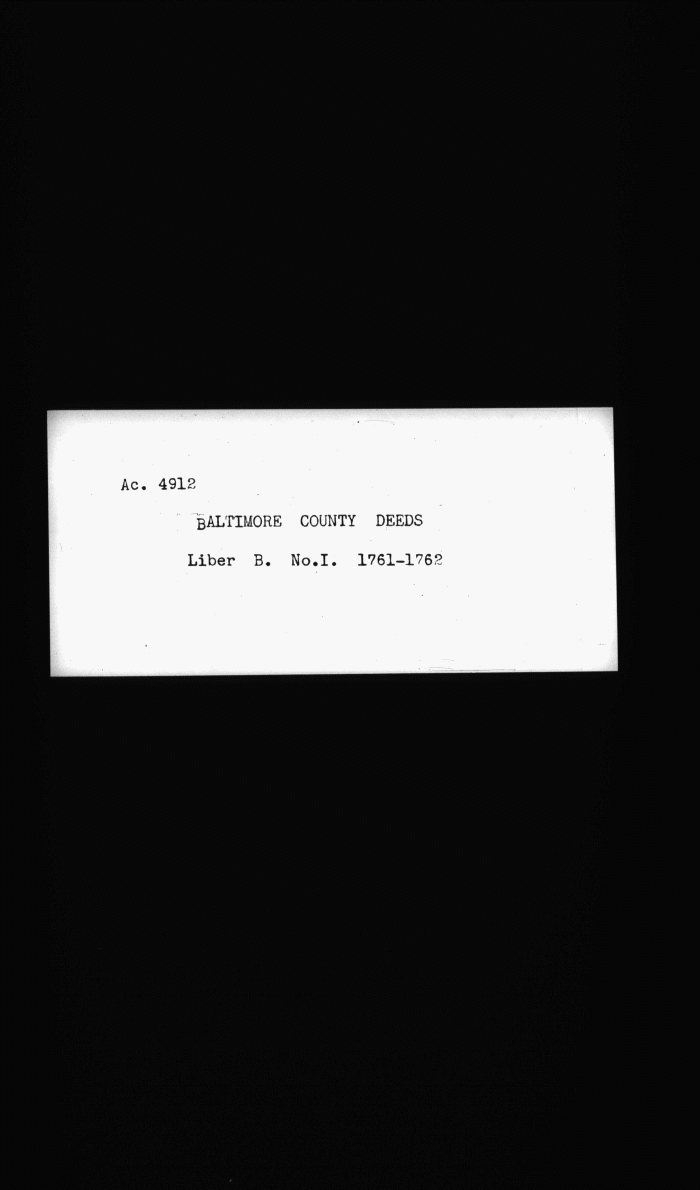 Ac. 4912
BALTIMORE COUNTY DEEDS
Liber B. No.I. 1761-1762